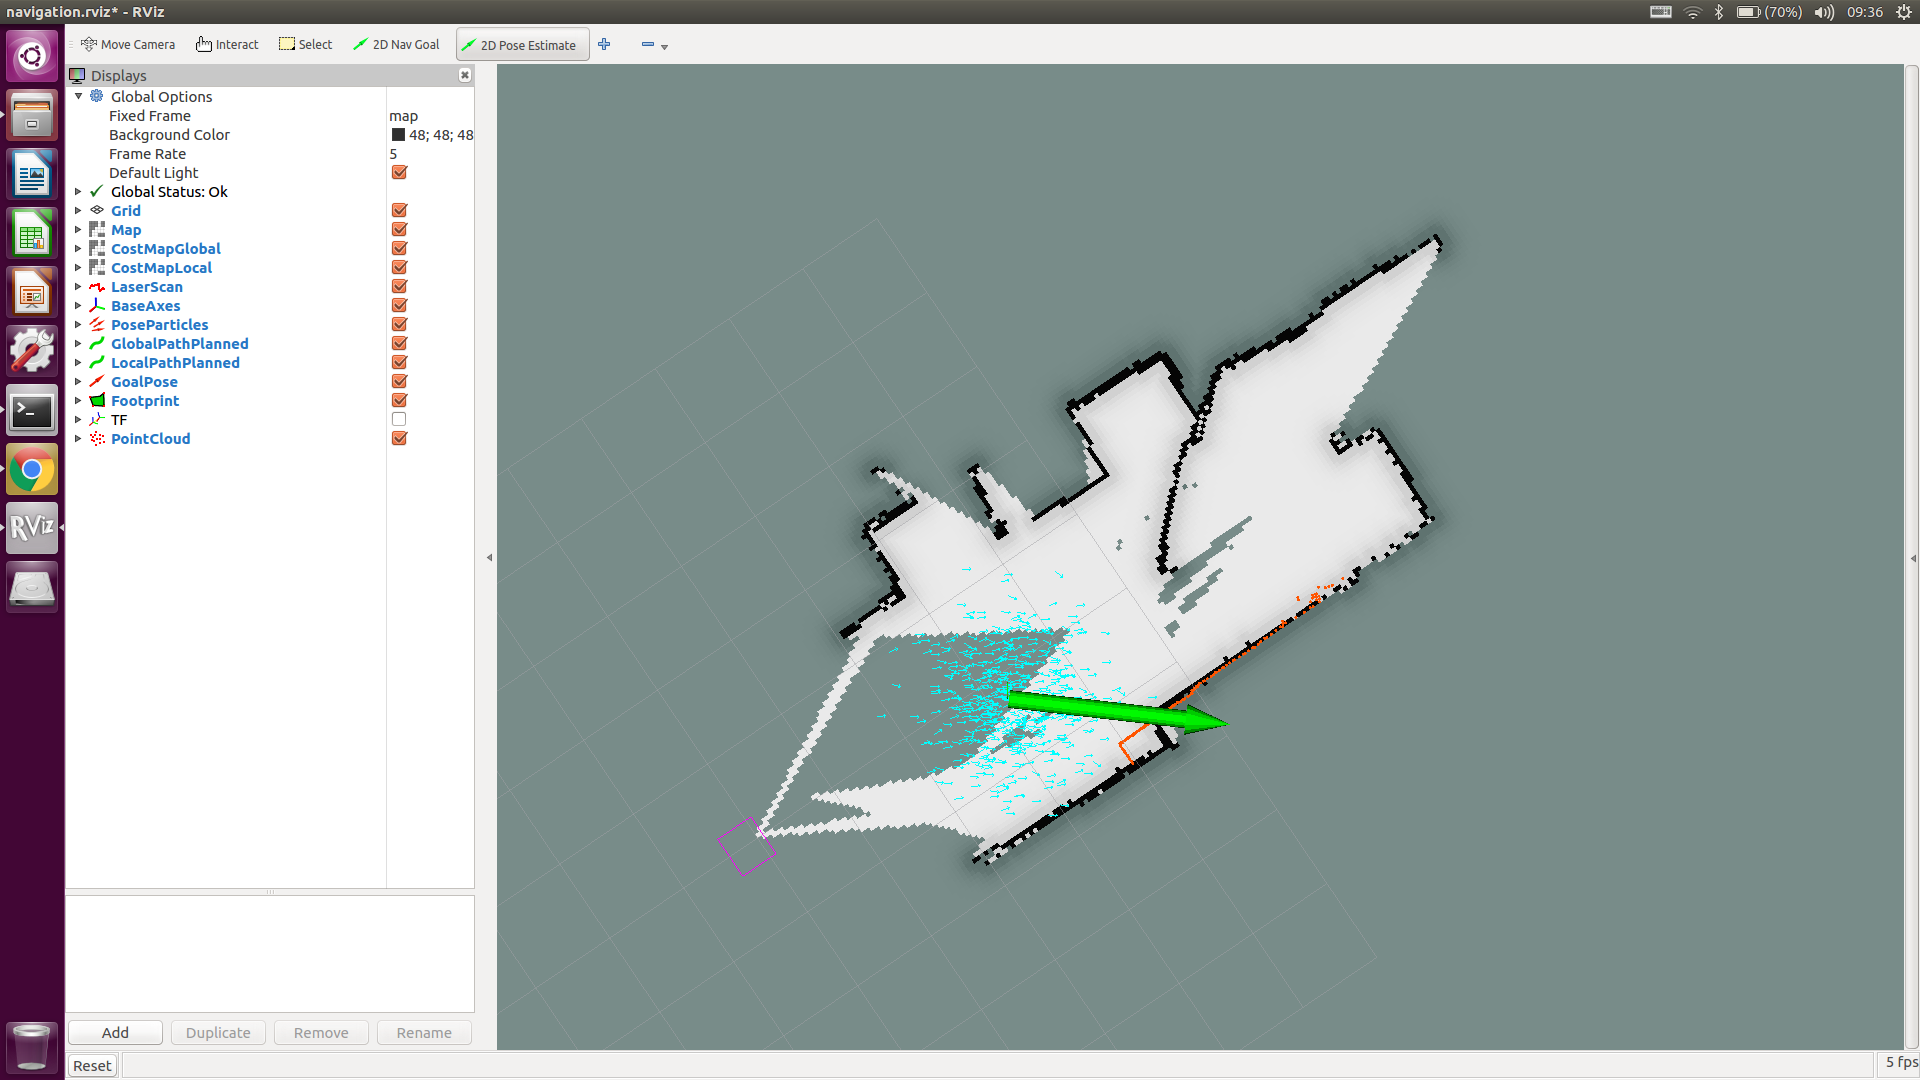 navigation.rviz* - RViz
(70%)
09:36
Move Camera
Interact
Select
2D Nav Goal
2D Pose Estimate
Displays
Global Options
Fixed Frame
map
Background Color
48; 48; 48
Frame Rate
5
Default Light
Global Status: Ok
Grid
Map
CostMapGlobal
CostMapLocal
LaserScan
BaseAxes
PoseParticles
GlobalPathPlanned
LocalPathPlanned
GoalPose
Footprint
TF
PointCloud
RViz
Add
Duplicate
Remove
Rename
Reset
5 fps